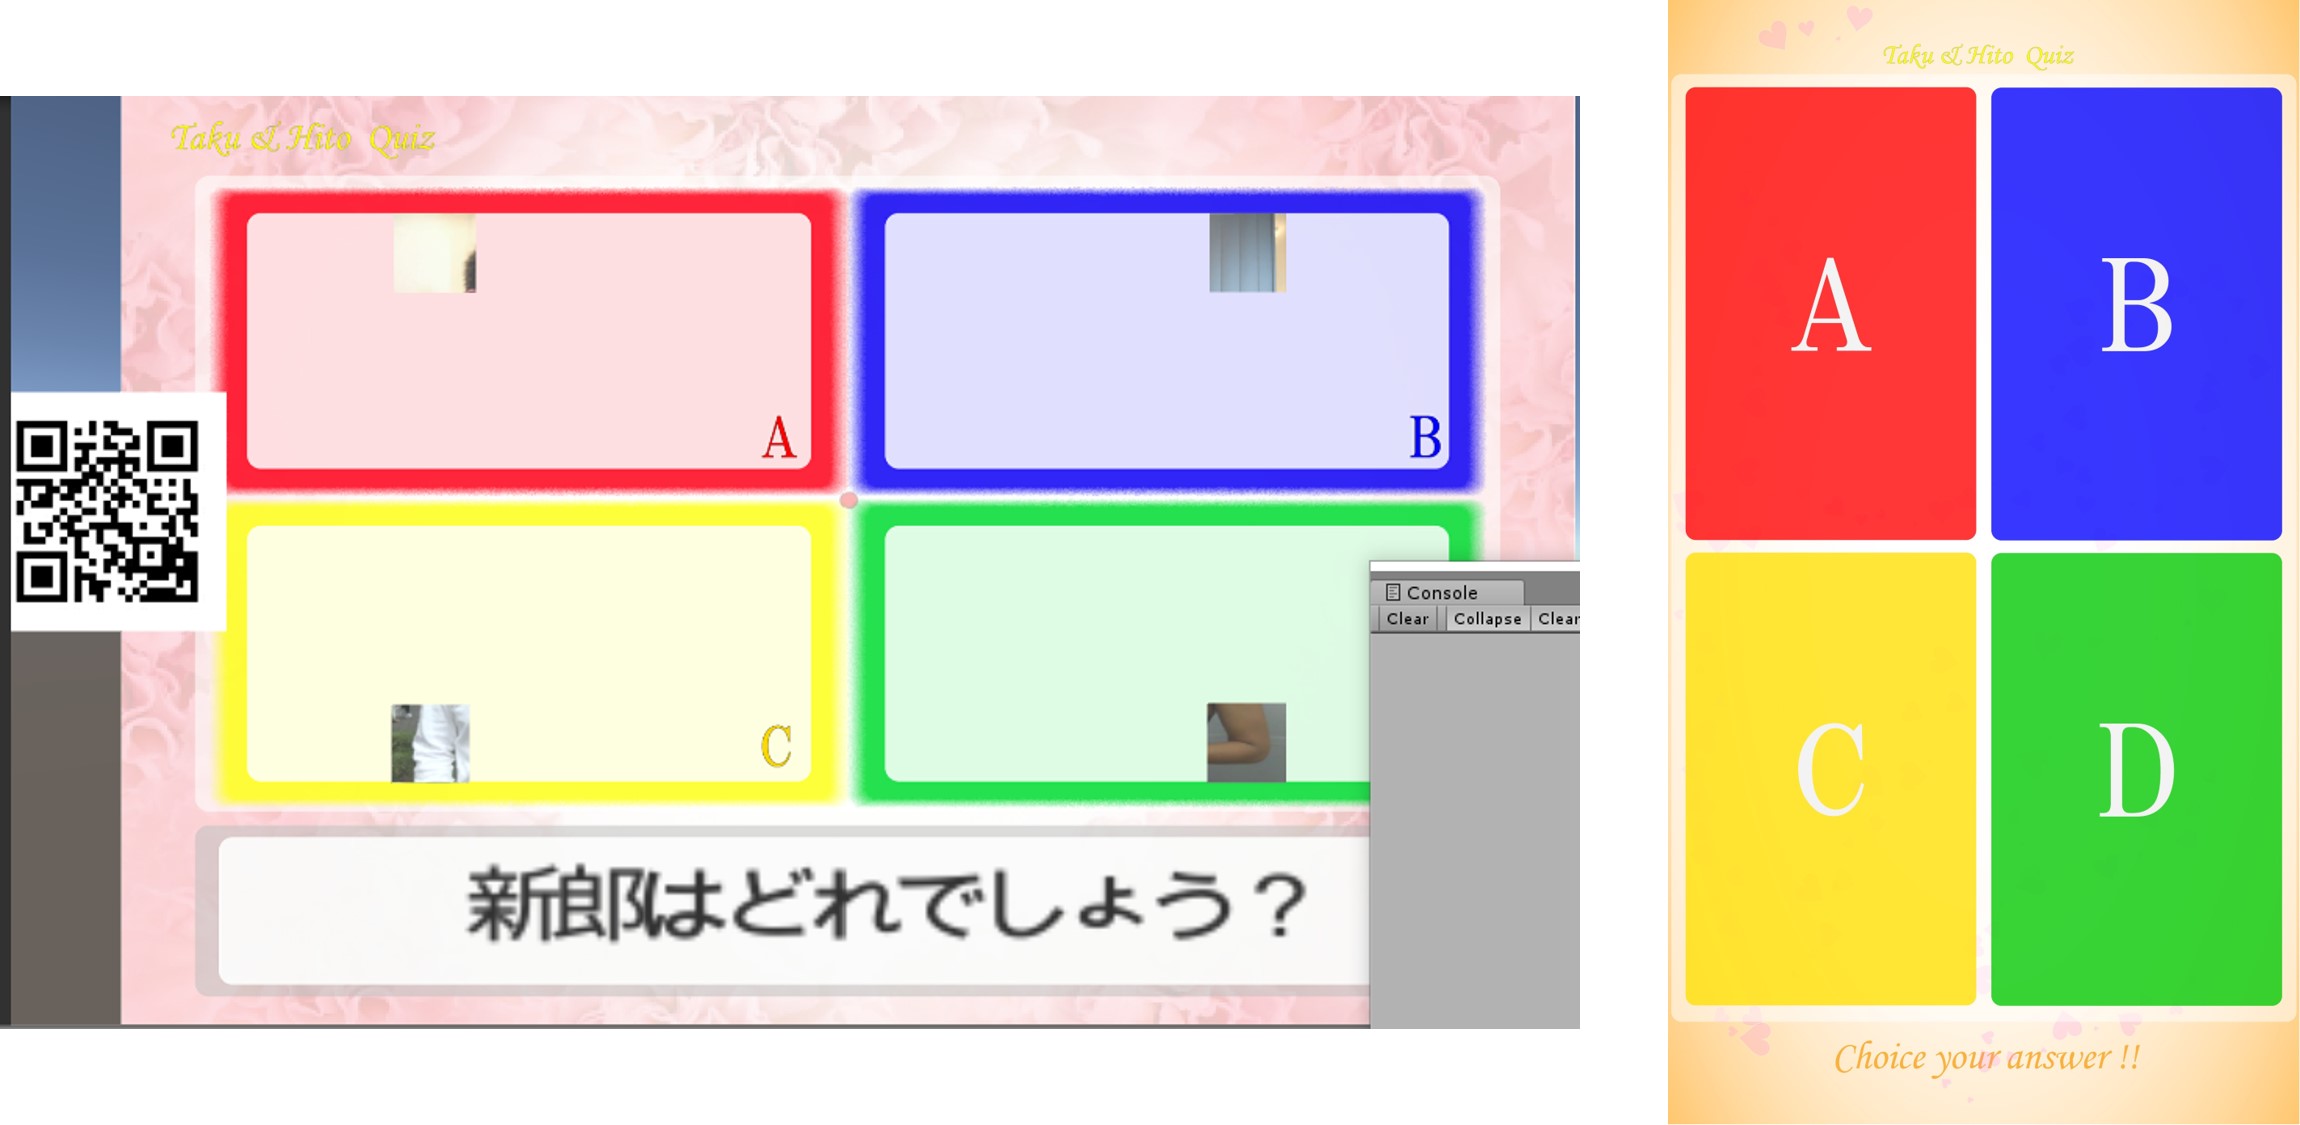 Taku & Hito Quiz
A
B
C
Console
Clear
Collapse
Clear
新郎はどれでしょう？
Taku & Hito Quiz
A
B
C
D
Choice your answer !!